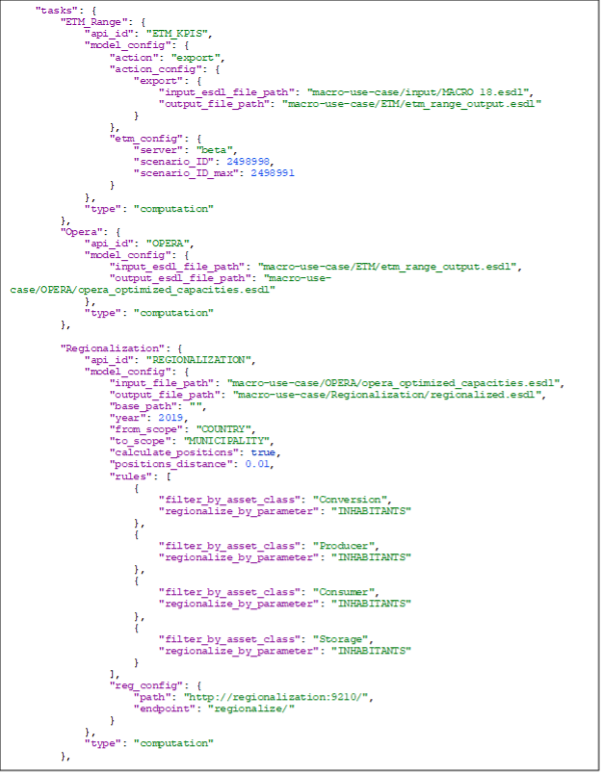 "tasks": {
"ETM_Range": {
"api_id": "ETM_KPIS",
"model_config": {
"action": "export",
"action_config": {
"export": {
"input_esdl_file_path": "macro-use-case/input/MACRO 18.esdl",
"output_file_path": "macro-use-case/ETM/etm_range_output.esdl"
}
},
"etm_config": {
"server": "beta",
"scenario_ID": 2498998,
"scenario_ID_max": 2498991
}
},
"type": "computation"
},
"Opera": {
"api_id": "OPERA",
"model_config": {
"input_esdl_file_path": "macro-use-case/ETM/etm_range_output.esdl",
"output_esdl_file_path": "macro-use-
case/OPERA/opera_optimized_capacities.esdl"
},
"type": "computation"
},
"Regionalization": {
"api_id": "REGIONALIZATION",
"model_config": {
"input_file_path": "macro-use-case/OPERA/opera_optimized_capacities.esdl",
"output_file_path": "macro-use-case/Regionalization/regionalized.esdl",
"base_path": "",
"year": 2019,
"from_scope": "COUNTRY",
"to_scope": "MUNICIPALITY",
"calculate_positions": true,
"positions_distance": 0.01,
"rules": [
{
"filter_by_asset_class": "Conversion",
"regionalize_by_parameter": "INHABITANTS"
},
{
"filter_by_asset_class": "Producer",
"regionalize_by_parameter": "INHABITANTS"
},
{
"filter_by_asset_class": "Consumer",
"regionalize_by_parameter": "INHABITANTS"
},
{
"filter_by_asset_class": "Storage",
"regionalize_by_parameter": "INHABITANTS"
}
],
"reg_config": {
"path": "http://regionalization:9210/",
"endpoint": "regionalize/"
}
},
"type": "computation"
},